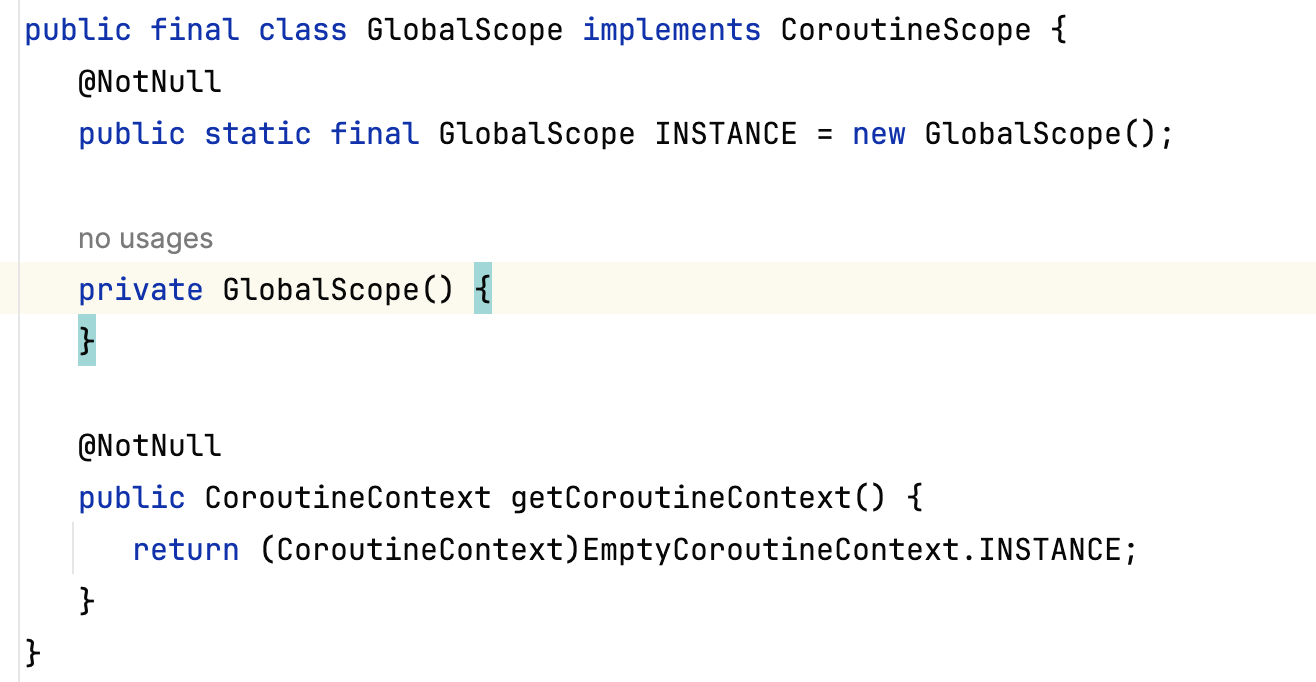 public final class GlobalScope implements CoroutineScope {
@NotNull
public static final GlobalScope INSTANCE = new GlobalScope();
no usages
private GlobalScope() {
}
@NotNull
public CoroutineContext getCoroutineContext() {
return (CoroutineContext)EmptyCoroutineContext.INSTANCE;
}
}